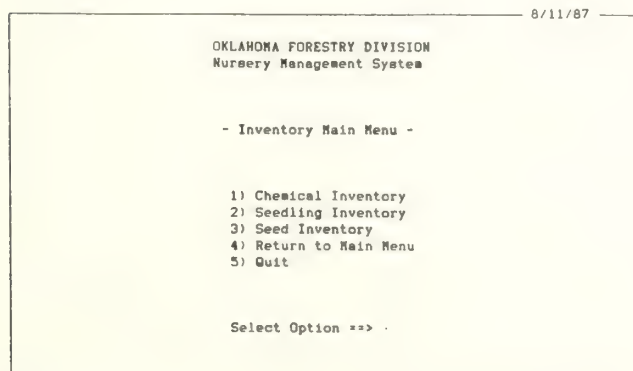 8/11/87
OKLAHOMA FORESTRY DIVISION
Nursery Management System
- Inventory Main Menu -
1) Chemical Inventory
2) Seedling Inventory
3) Seed Inventory
4) Return to Main Menu
5) Quit
Select Option ==>